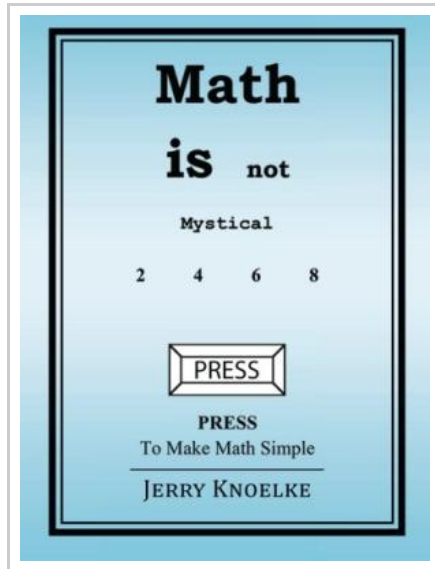 Math
is not
Mystical
2 4 6 8
PRESS
PRESS
To Make Math Simple
JERRY KNOELKE